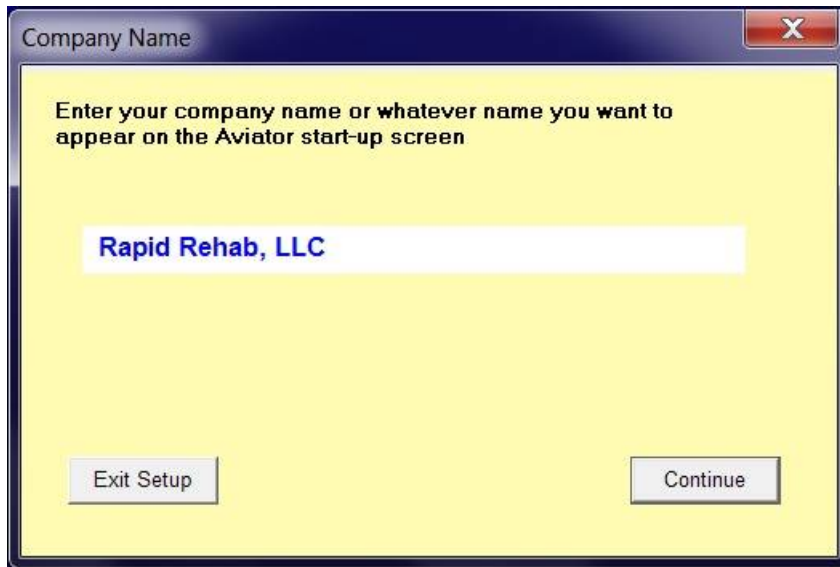 Company Name
X
Enter your company name or whatever name you want to
appear on the Aviator start-up screen
Rapid Rehab, LLC
Exit Setup
Continue